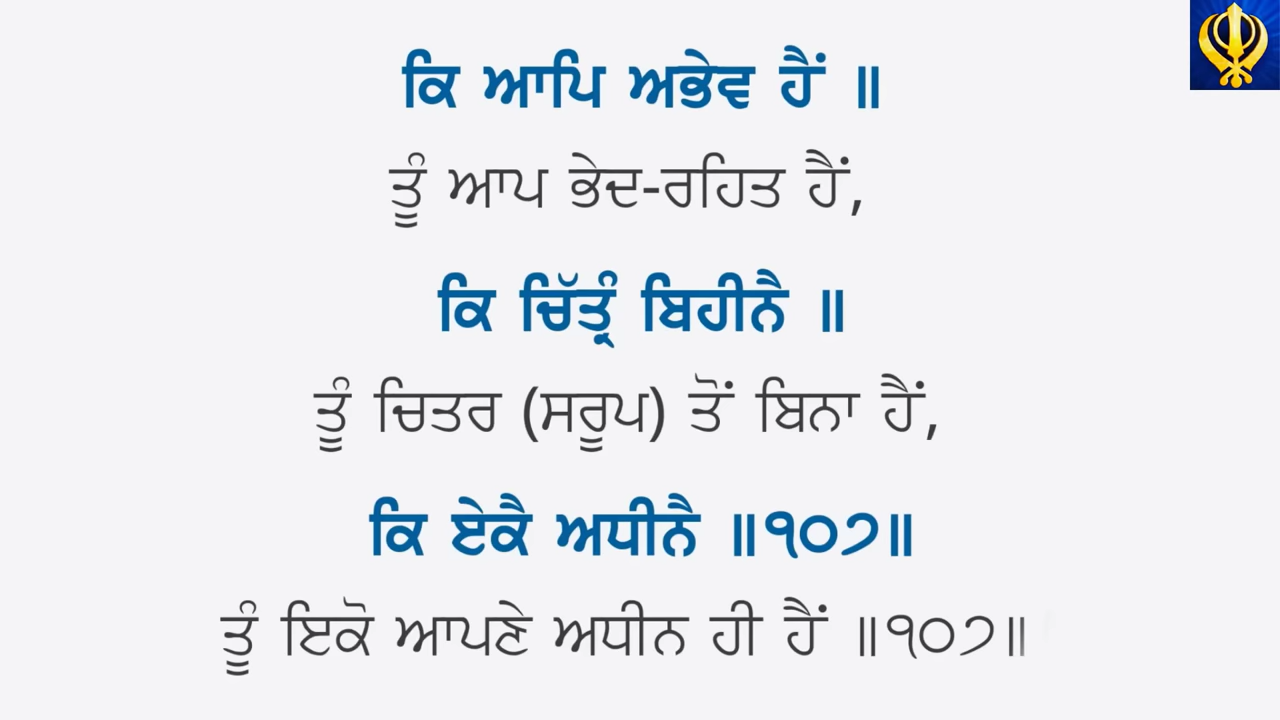 ਕਿ ਆਪਿ ਅਭੇਵ ਹੈਂ ॥
ਤੂੰ ਆਪ ਭੇਦ-ਰਹਿਤ ਹੈਂ,
ਕਿ ਚਿੱਤ੍ਰੰ ਬਿਹੀਨੈ ॥
ਤੂੰ ਚਿਤਰ (ਸਰੂਪ) ਤੋਂ ਬਿਨਾ ਹੈਂ,
ਕਿ ਏਕੈ ਅਧੀਨੈ ॥੧੦੭॥
ਤੂੰ ਇਕੋ ਆਪਣੇ ਅਧੀਨ ਹੀ ਹੈਂ ॥੧੦੭॥